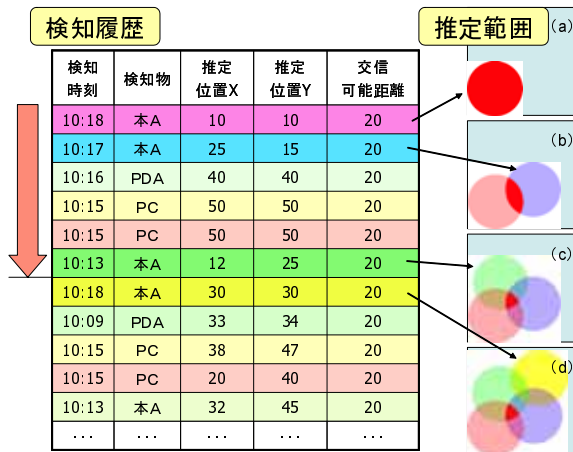 検知履歴
推定範囲
検知時刻 検知物 推定位置X 推定位置Y 交信可能距離
10:18 本A 10 10 20
10:17 本A 25 15 20
10:16 PDA 40 40 20
10:15 PC 50 50 20
10:15 PC 50 50 20
10:13 本A 12 25 20
10:18 本A 30 30 20
10:09 PDA 33 34 20
10:15 PC 38 47 20
10:15 PC 20 40 20
10:13 本A 32 45 20
... ... ... ... ...
(a)
(b)
(c)
(d)